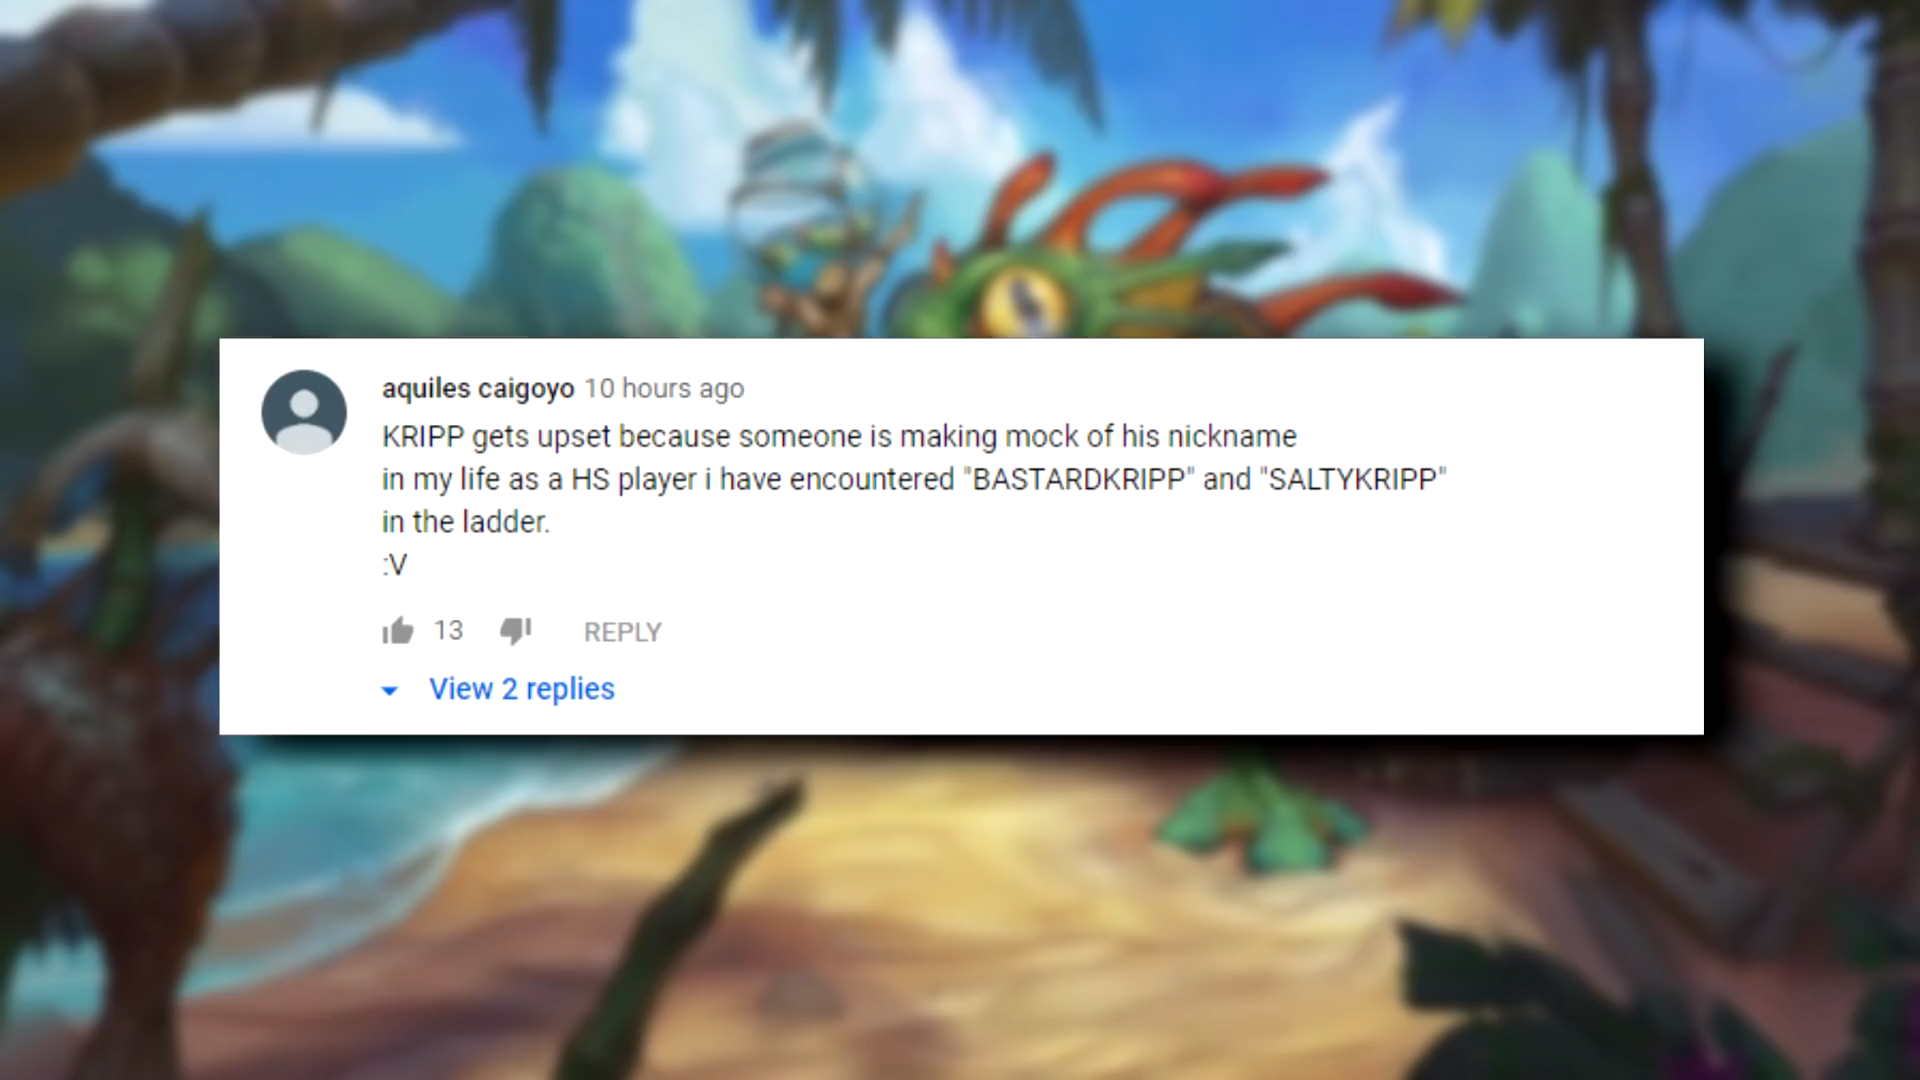 aquiles caigoyo 10 hours ago
KRIPP gets upset because someone is making mock of his nickname
in my life as a HS player i have encountered "BASTARDKRIPP" and "SALTYKRIPP"
in the ladder.
:V
13 REPLY
View 2 replies